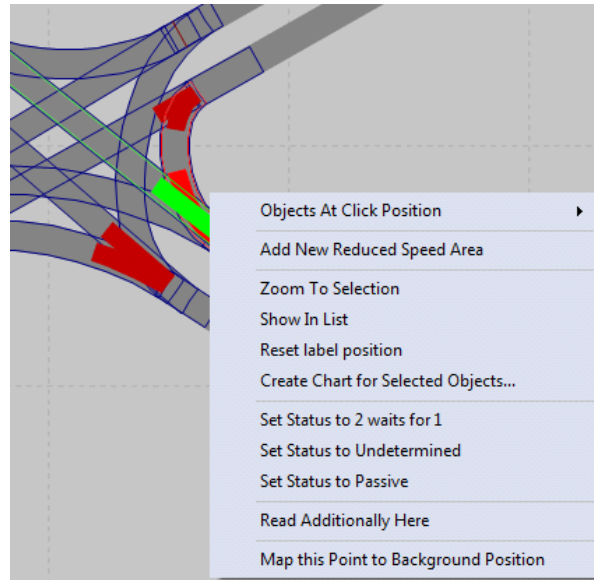 Objects At Click Position
Add New Reduced Speed Area
Zoom To Selection
Show In List
Reset label position
Create Chart for Selected Objects...
Set Status to 2 waits for 1
Set Status to Undetermined
Set Status to Passive
Read Additionally Here
Map this Point to Background Position